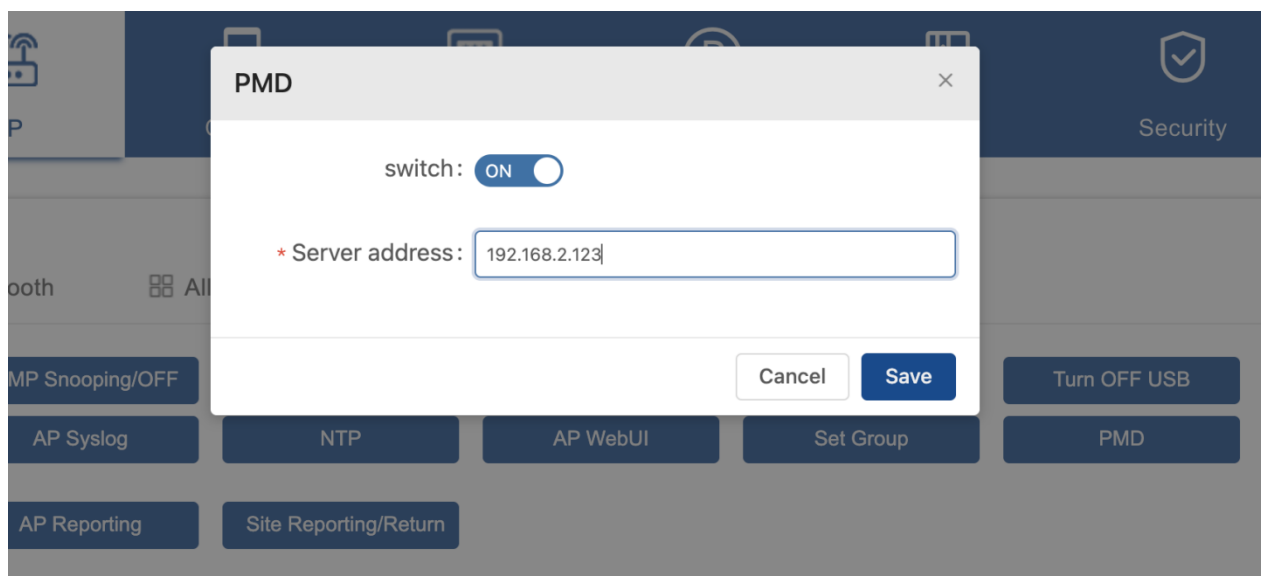 PMD
Security
switch: ON
* Server address: 192.168.2.123
All
Cancel Save
MP Snooping/OFF Turn OFF USB
AP Syslog NTP AP WebUI Set Group PMD
AP Reporting Site Reporting/Return